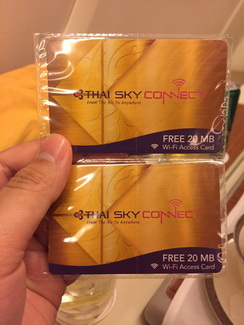 THAI SKY CONNECT
From The Air To Anywhere
FREE 20 MB
Wi-Fi Access Card
THAI SKY CONNECT
From The Air To Anywhere
FREE 20 MB
Wi-Fi Access Card